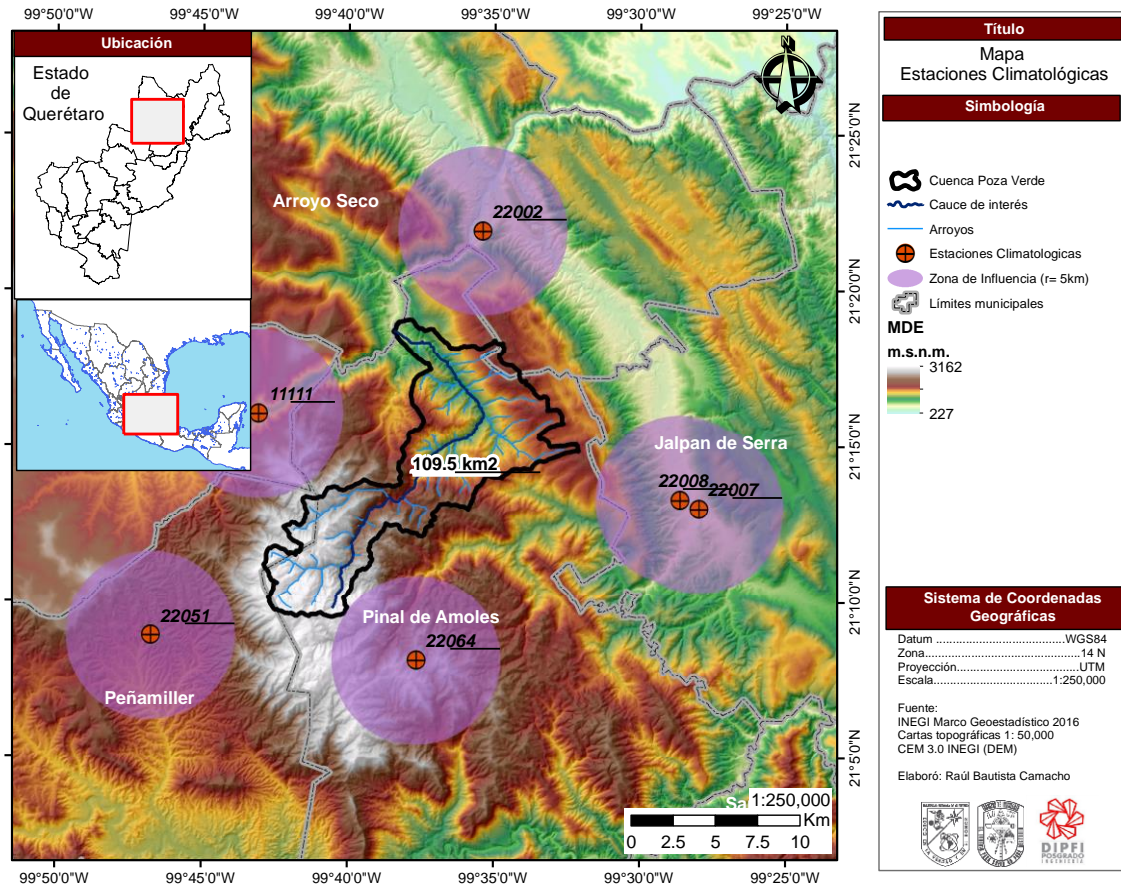 99°50'0"W 99°45'0"W 99°40'0"W 99°35'0"W 99°30'0"W 99°25'0"W
Ubicación
Estado
de
Querétaro
Arroyo Seco
22002
11111
109.5 km2
Jalpan de Serra
22008
22007
22051
Pinal de Amoles
22064
Peñamiller
Sa
1:250,000
Km
0 2.5 5 7.5 10
N
21°25'0"N
21°20'0"N
21°15'0"N
21°10'0"N
21°5'0"N
99°50'0"W 99°45'0"W 99°40'0"W 99°35'0"W 99°30'0"W 99°25'0"W
Título
Mapa
Estaciones Climatológicas
Simbología
Cuenca Poza Verde
Cauce de interés
Arroyos
Estaciones Climatologicas
Zona de Influencia (r= 5km)
Límites municipales
MDE
m.s.n.m.
3162
227
Sistema de Coordenadas
Geográficas
Datum ..........................WGS84
Zona...................................14 N
Proyección..........................UTM
Escala........................1:250,000
Fuente:
INEGI Marco Geoestadístico 2016
Cartas topográficas 1: 50,000
CEM 3.0 INEGI (DEM)
Elaboró: Raúl Bautista Camacho
DIPFI
POSGRADO
INGENIERÍA